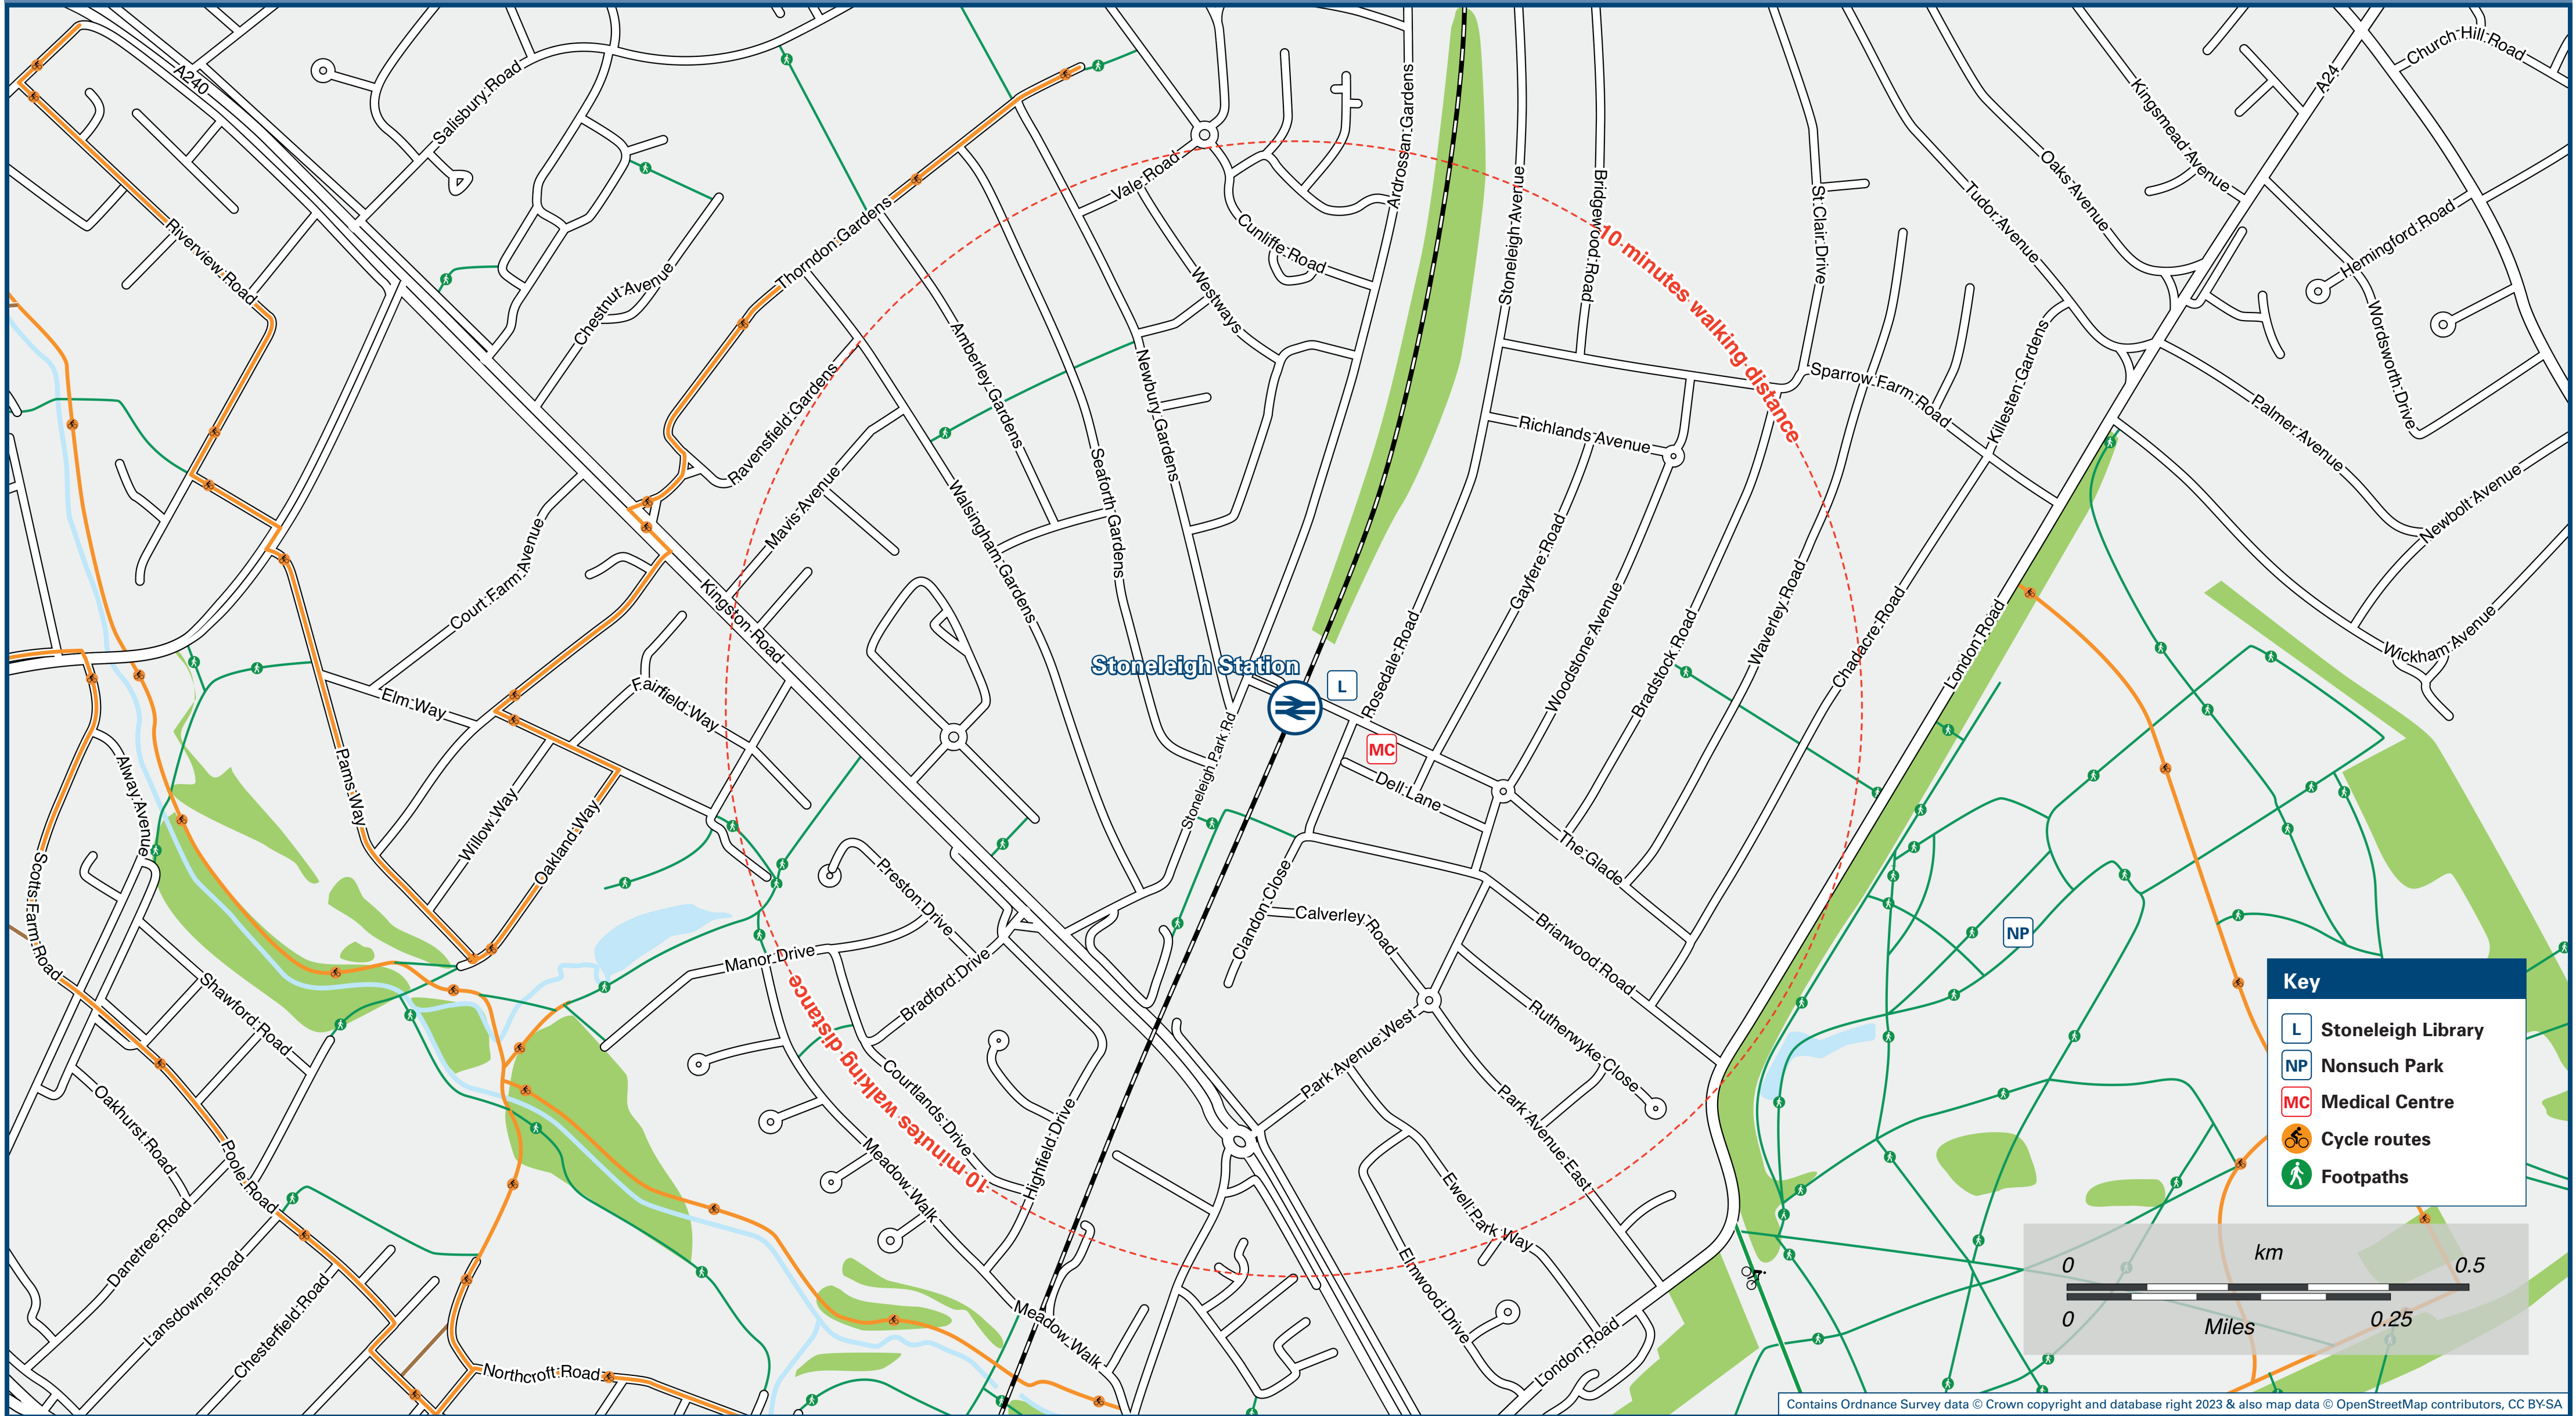 Church Hill Road
A240
A24
Salisbury Road
Kingsmead Avenue
Ardrossan Gardens
Oaks Avenue
Vale Road
Stoneleigh Avenue
Bridgewood Road
St Clair Drive
Tudor Avenue
Hemingford Road
Riverview Road
Thorndon Gardens
Cunliffe Road
10 minutes walking distance
Chestnut Avenue
Westways
Wordsworth Drive
Amberley Gardens
Newbury Gardens
Killester Gardens
Sparrow Farm Road
Ravensfield Gardens
Richlands Avenue
Palmer Avenue
Mavis Avenue
Seaforth Gardens
Walsingham Gardens
Newbolt Avenue
Court Farm Avenue
Gayfere Road
Kingston Road
Woodstone Avenue
Bradstock Road
Waverley Road
Chadacre Road
London Road
Wickham Avenue
Rosedale Road
Stoneleigh Station
L
Elm Way
Fairfield Way
Stoneleigh Park Rd
MC
Dell Lane
Pams Way
Alway Avenue
Willow Way
Oakland Way
The Glade
Scotts Farm Road
Preston Drive
Clandon Close
Calverley Road
Briarwood Road
NP
Manor Drive
Bradford Drive
Shawford Road
10 minutes walking distance
Rutherwyke Close
Park Avenue West
Courtlands Drive
Oakhurst Road
Poole Road
Highfield Drive
Park Avenue East
Meadow Walk
Ewell Park Way
Danetree Road
Lansdowne Road
Chesterfield Road
Elmwood Drive
Meadow Walk
London Road
Northcroft Road
Key
L Stoneleigh Library
NP Nonsuch Park
MC Medical Centre
Cycle routes
Footpaths
km
0 0.5
0 0.25
Miles
Contains Ordnance Survey data © Crown copyright and database right 2023 & also map data © OpenStreetMap contributors, CC BY-SA